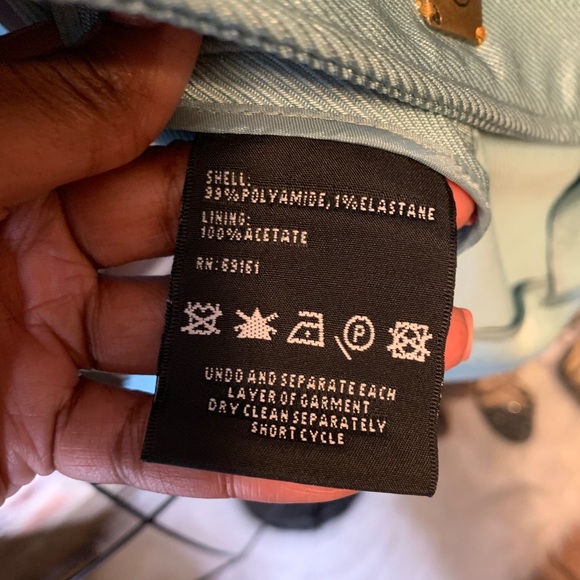 SHELL:
99%POLYAMIDE, 1%ELASTANE
LINING:
100%ACETATE
RN: 69161
P
UNDO AND SEPARATE EACH
LAYER OF GARMENT
DRY CLEAN SEPARATELY
SHORT CYCLE